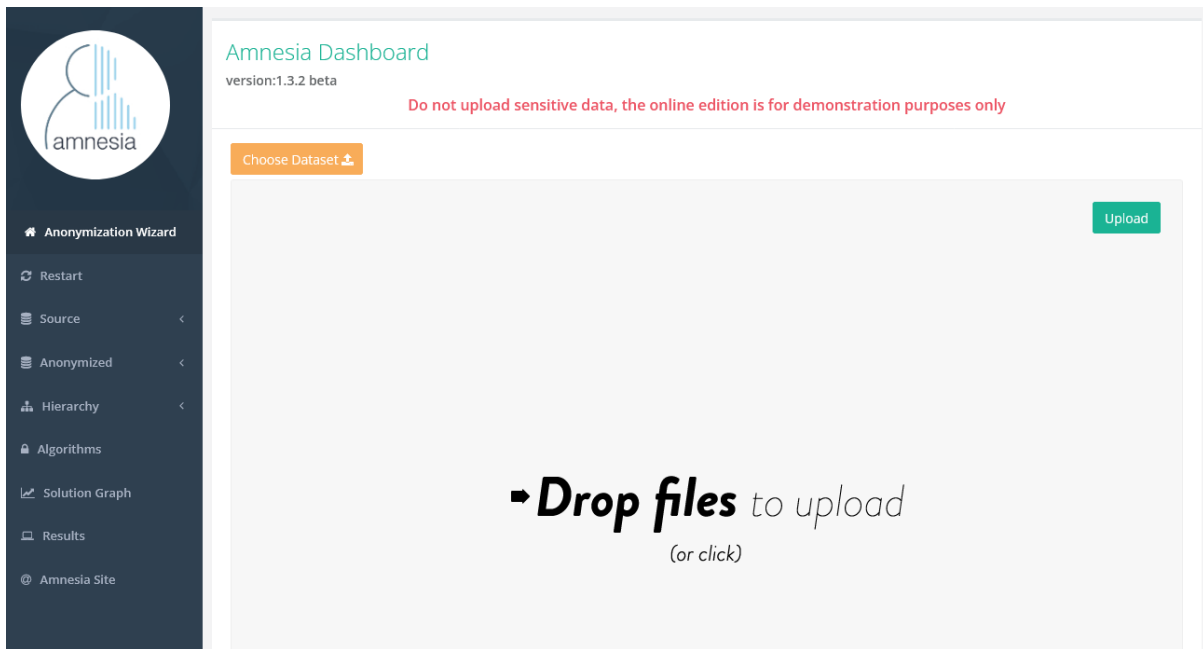 amnesia
Anonymization Wizard
Restart
Source
Anonymized
Hierarchy
Algorithms
Solution Graph
Results
@ Amnesia Site
Amnesia Dashboard
version:1.3.2 beta
Do not upload sensitive data, the online edition is for demonstration purposes only
Choose Dataset
Upload
Drop files to upload
(or click)